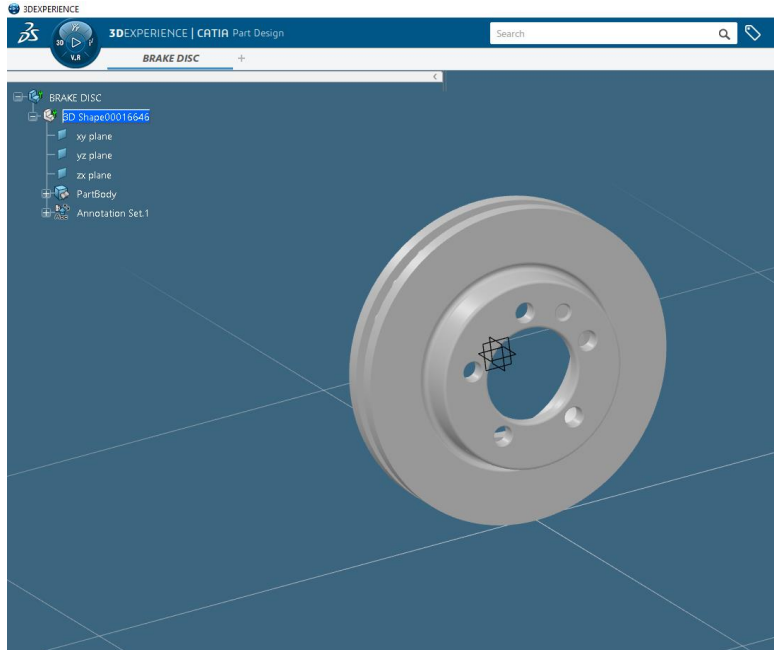 3DEXPERIENCE
3DEXPERIENCE | CATIA Part Design
Search
3D
V.R
BRAKE DISC +
BRAKE DISC
3D Shape00016646
xy plane
yz plane
zx plane
PartBody
Annotation Set.1